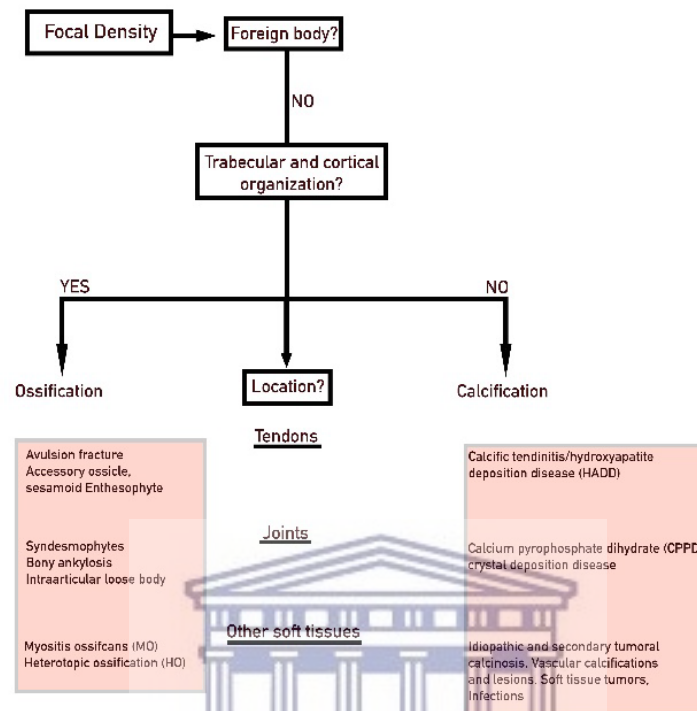 Focal Density
Foreign body?
NO
Trabecular and cortical
organization?
YES
NO
Ossification
Location?
Calcification
Tendons
Avulsion fracture
Accessory ossicle,
sesamoid Enthesophyte
Calcific tendinitis/hydroxyapatite
deposition disease (HADD)
Joints
Syndesmophytes
Bony ankylosis
Intraarticular loose body
Calcium pyrophosphate dihydrate (CPPD
crystal deposition disease
Other soft tissues
Myositis ossifcans (MO)
Heterotopic ossification (HO)
Idiopathic and secondary tumoral
calcinosis. Vascular calcifications
and lesions. Soft tissue tumors,
Infections